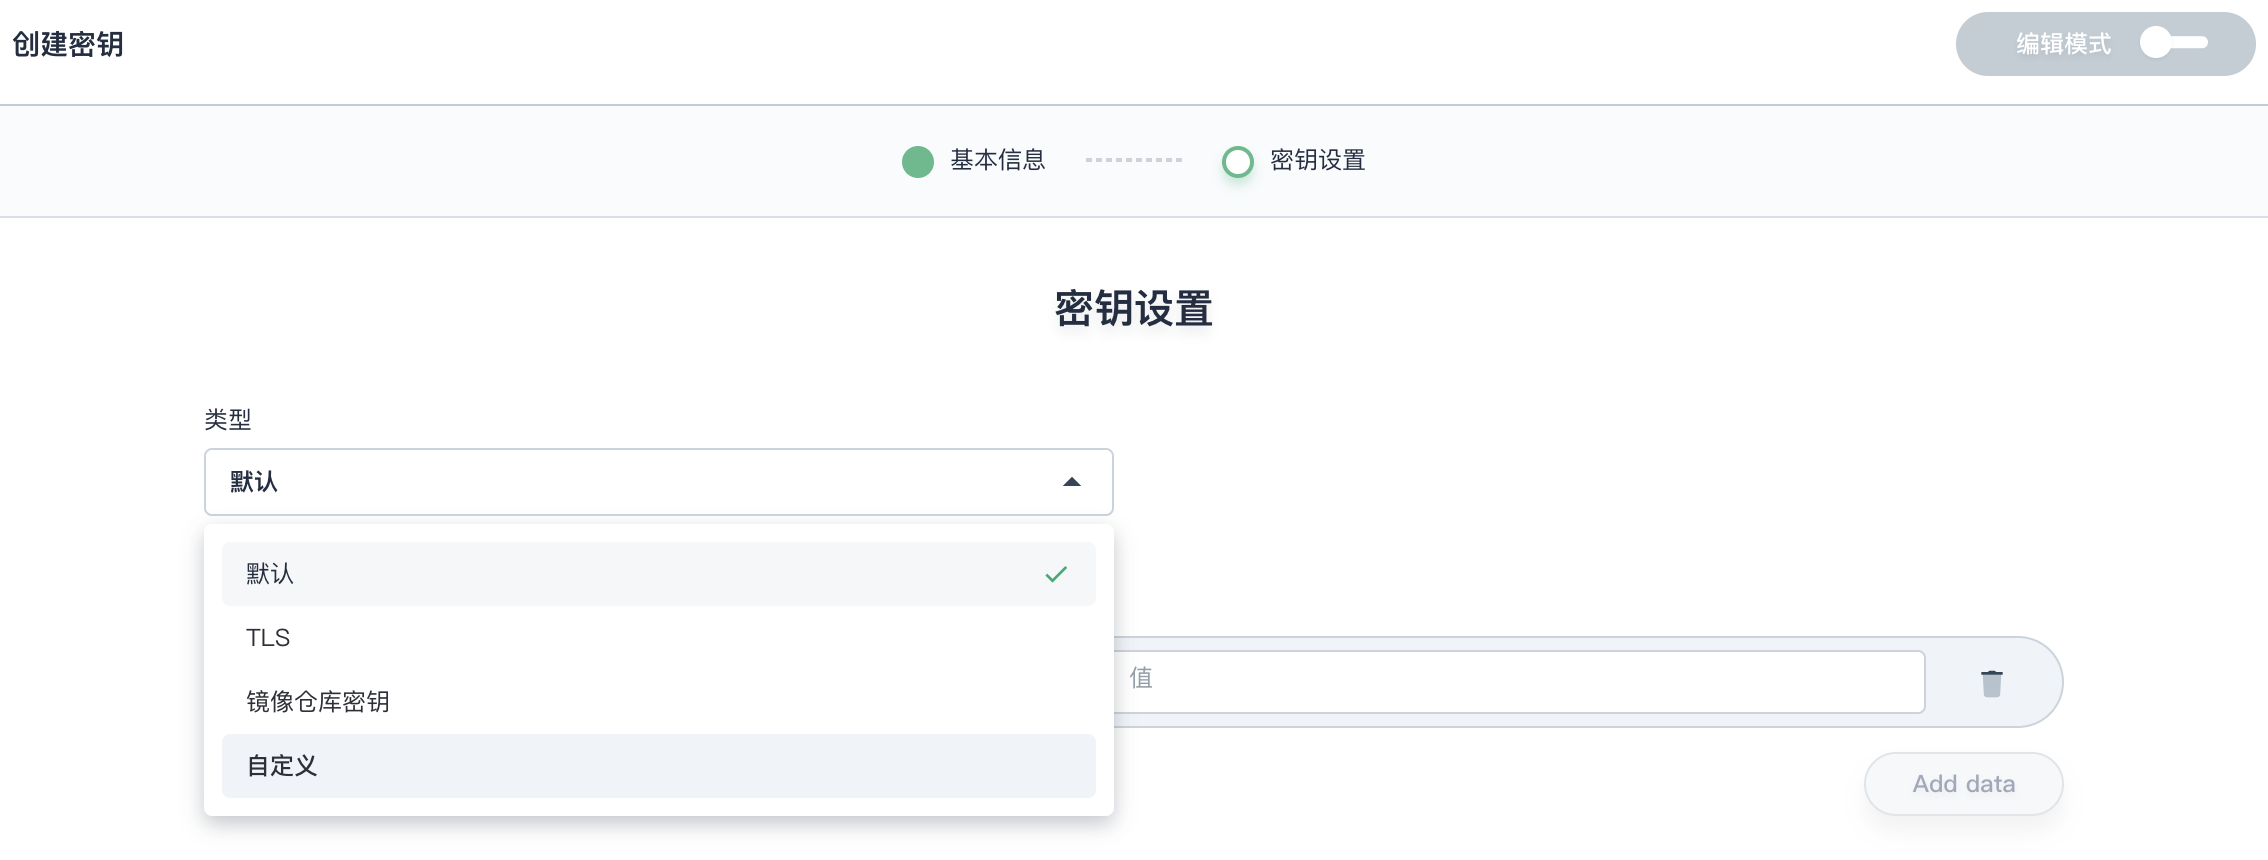 创建密钥
编辑模式
基本信息
密钥设置
密钥设置
类型
默认
默认
TLS
镜像仓库密钥
自定义
值
Add data